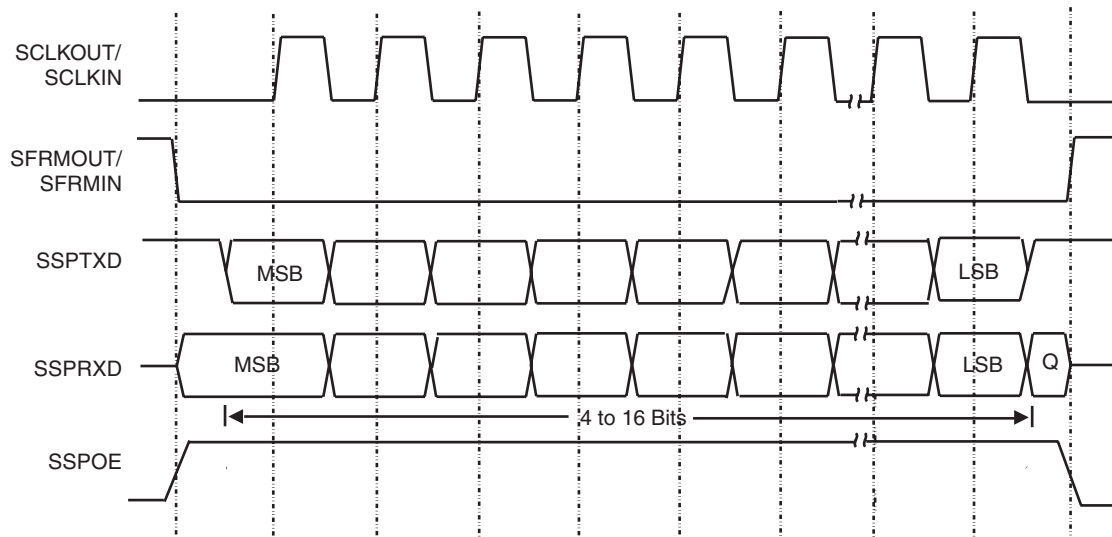 SCLKOUT/
SCLKIN
SFRMOUT/
SFRMIN
SSPTXD
MSB
LSB
SSPRXD
MSB
LSB
Q
4 to 16 Bits
SSPOE